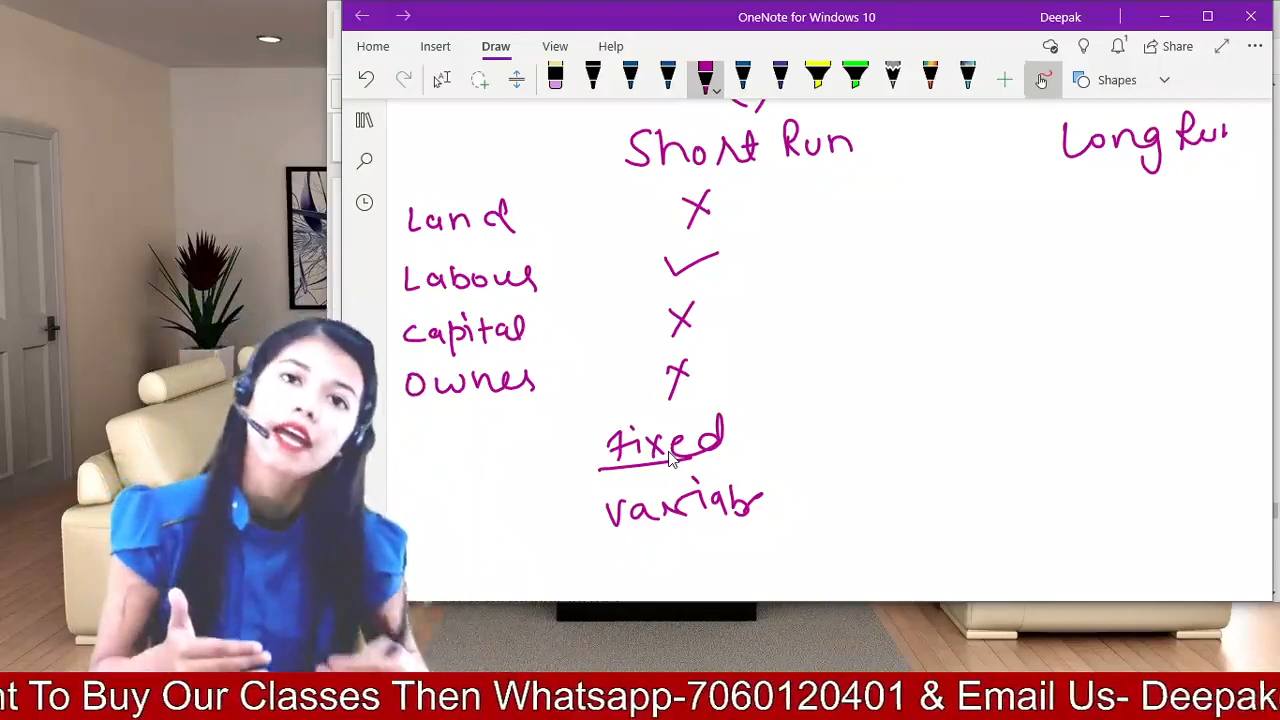 OneNote for Windows 10
Deepak
Home Insert Draw View Help
Share
Shapes
Short Run
Long Run
Land X
Labour ✓
Capital X
Owner X
Fixed
Variab
nt To Buy Our Classes Then Whatsapp-7060120401 & Email Us- Deepak